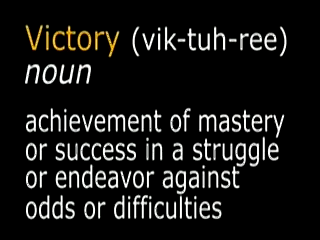 Victory (vik-tuh-ree)
noun
achievement of mastery
or success in a struggle
or endeavor against
odds or difficulties